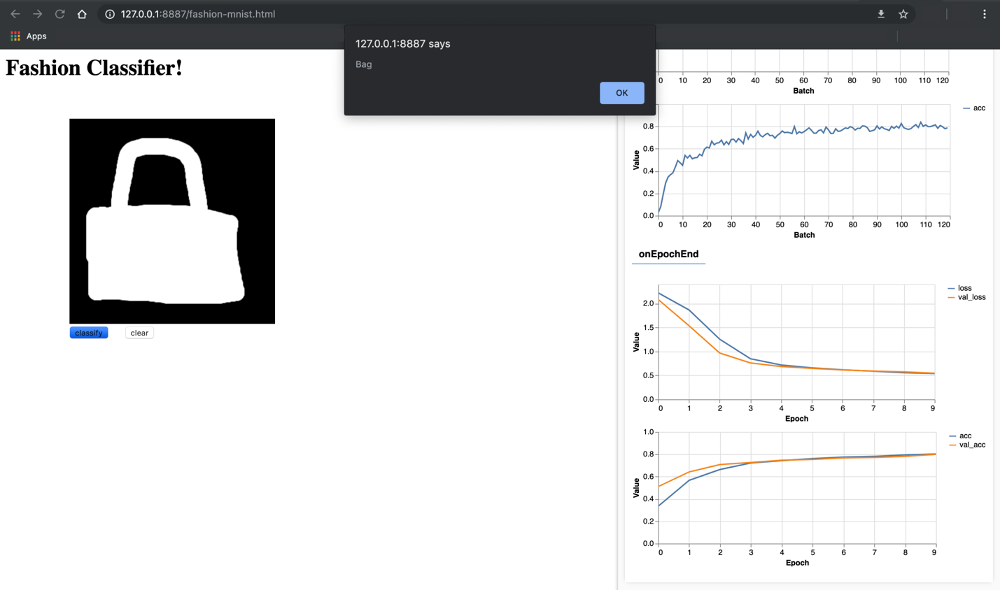 127.0.0.1:8887/fashion-mnist.html
Apps
127.0.0.1:8887 says
Bag
OK
Fashion Classifier!
classify
clear
0 10 20 30 40 50 60 70 80 90 100 110 120
Batch
acc
0.8
0.6
0.4
0.2
0.0
Value
0 10 20 30 40 50 60 70 80 90 100 110 120
Batch
onEpochEnd
loss
val_loss
2.0
1.5
1.0
0.5
0.0
Value
0 1 2 3 4 5 6 7 8 9
Epoch
acc
val_acc
1.0
0.8
0.6
0.4
0.2
0.0
Value
0 1 2 3 4 5 6 7 8 9
Epoch